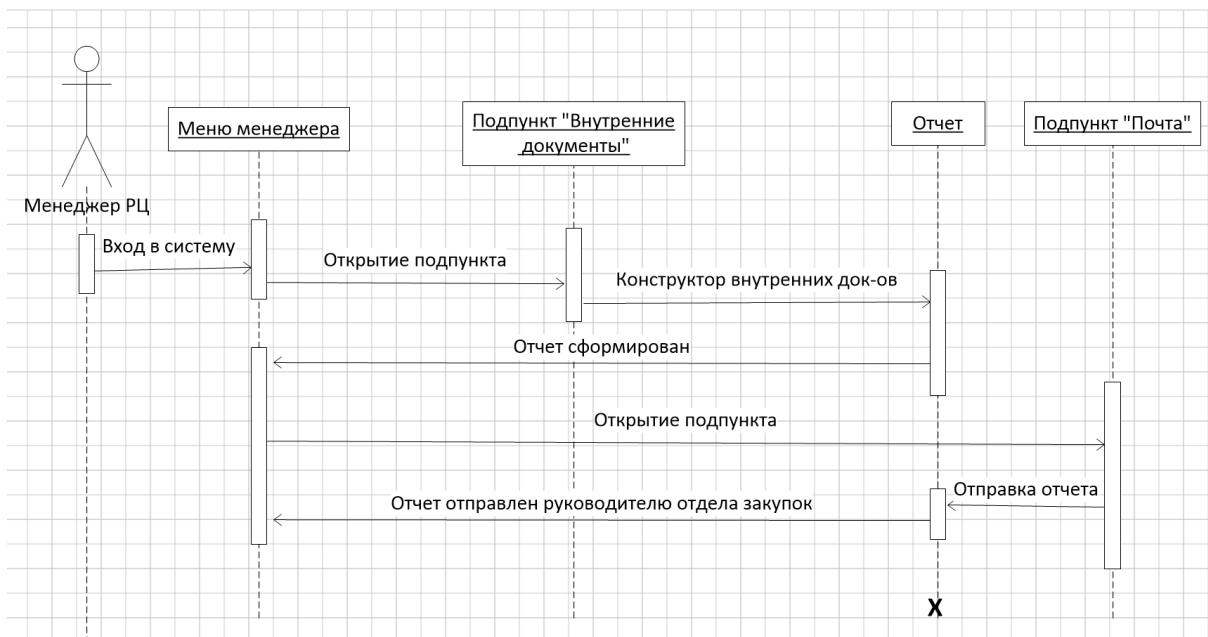 Меню менеджера
Подпункт "Внутренние
документы"
Отчет
Подпункт "Почта"
Менеджер РЦ
Вход в систему
Открытие подпункта
Конструктор внутренних док-ов
Отчет сформирован
Открытие подпункта
Отправка отчета
Отчет отправлен руководителю отдела закупок
X